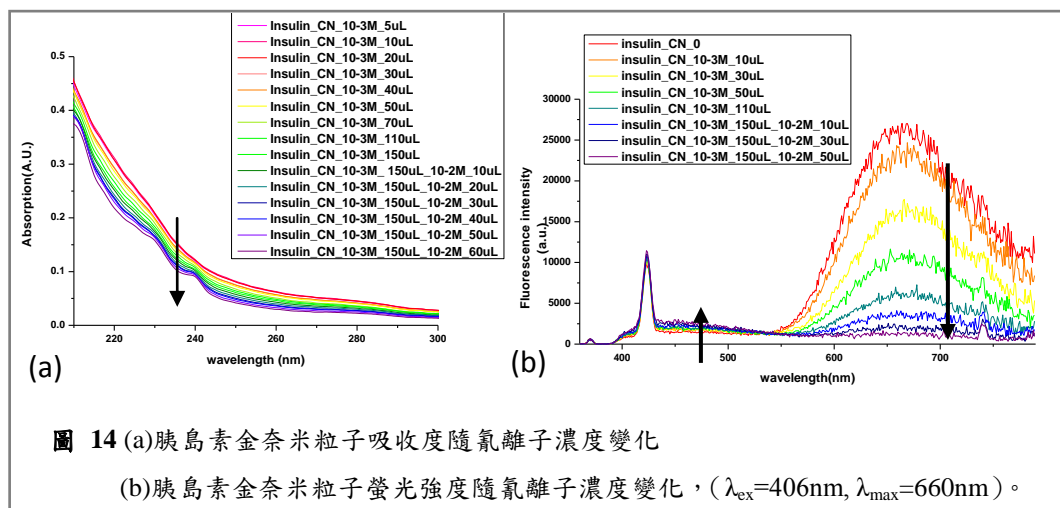 Insulin_CN_10-3M_5uL
Insulin_CN_10-3M_10uL
Insulin_CN_10-3M_20uL
Insulin_CN_10-3M_30uL
Insulin_CN_10-3M_40uL
Insulin_CN_10-3M_50uL
Insulin_CN_10-3M_70uL
Insulin_CN_10-3M_110uL
Insulin_CN_10-3M_150uL
Insulin_CN_10-3M_150uL_10-2M_10uL
Insulin_CN_10-3M_150uL_10-2M_20uL
Insulin_CN_10-3M_150uL_10-2M_30uL
Insulin_CN_10-3M_150uL_10-2M_40uL
Insulin_CN_10-3M_150uL_10-2M_50uL
Insulin_CN_10-3M_150uL_10-2M_60uL
0.5
0.4
0.3
0.2
0.1
0.0
Absorption(A.U.)
220 240 260 280 300
wavelength (nm)
(a)
insulin_CN_0
insulin_CN_10-3M_10uL
insulin_CN_10-3M_30uL
insulin_CN_10-3M_50uL
insulin_CN_10-3M_110uL
insulin_CN_10-3M_150uL_10-2M_10uL
insulin_CN_10-3M_150uL_10-2M_30uL
insulin_CN_10-3M_150uL_10-2M_50uL
30000
25000
20000
15000
10000
5000
0
Fluorescence intensity
(a.u.)
400 500 600 700
wavelength(nm)
(b)
圖 14 (a)胰島素金奈米粒子吸收度隨氰離子濃度變化
(b)胰島素金奈米粒子螢光強度隨氰離子濃度變化，(λex=406nm, λmax=660nm)。